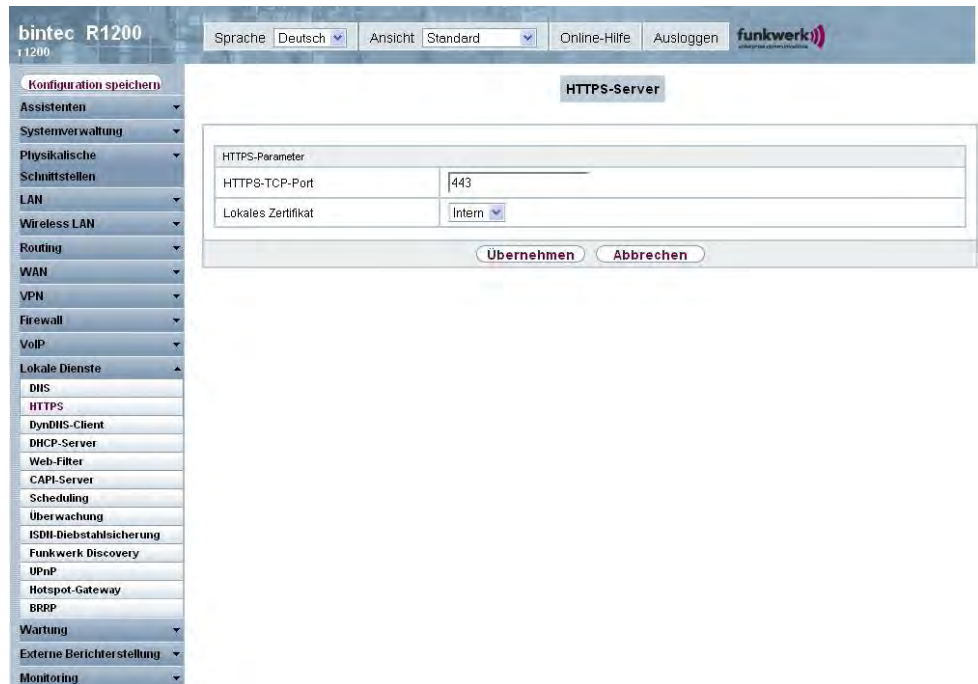 bintec R1200
r1200
Sprache Deutsch Ansicht Standard Online-Hilfe Ausloggen funkwerk
Konfiguration speichern
Assistenten
Systemverwaltung
Physikalische
Schnittstellen
LAN
Wireless LAN
Routing
WAN
VPN
Firewall
VoIP
Lokale Dienste
DNS
HTTPS
DynDNS-Client
DHCP-Server
Web-Filter
CAPI-Server
Scheduling
Überwachung
ISDN-Diebstahlsicherung
Funkwerk Discovery
UPnP
Hotspot-Gateway
BRRP
Wartung
Externe Berichterstellung
Monitoring
HTTPS-Server
HTTPS-Parameter
HTTPS-TCP-Port 443
Lokales Zertifikat Intern
Übernehmen Abbrechen